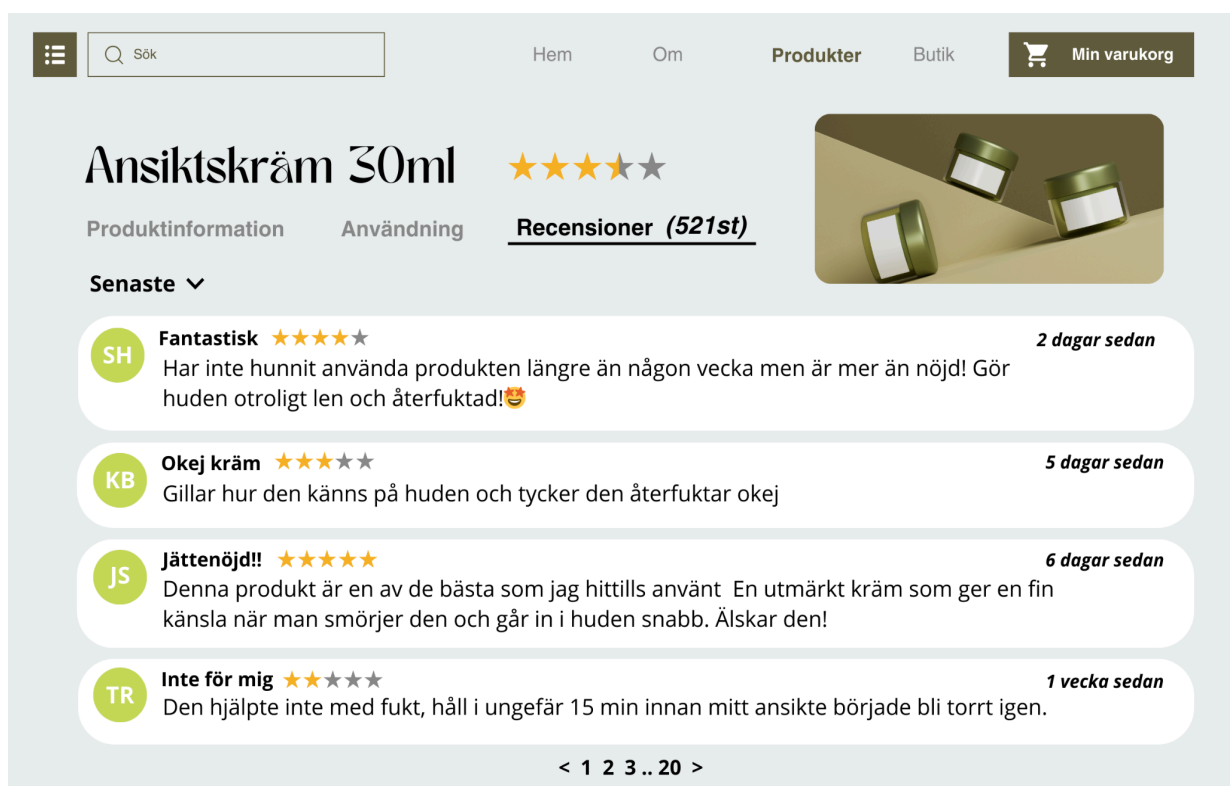 Sök
Hem
Om
Produkter
Butik
Min varukorg
Ansiktskräm 30ml
Produktinformation
Användning
Recensioner (521st)
Senaste
SH
Fantastisk
2 dagar sedan
Har inte hunnit använda produkten längre än någon vecka men är mer än nöjd! Gör
huden otroligt len och återfuktad!🤩
KB
Okej kräm
5 dagar sedan
Gillar hur den känns på huden och tycker den återfuktar okej
JS
Jättenöjd!!
6 dagar sedan
Denna produkt är en av de bästa som jag hittills använt  En utmärkt kräm som ger en fin
känsla när man smörjer den och går in i huden snabb. Älskar den!
TR
Inte för mig
1 vecka sedan
Den hjälpte inte med fukt, håll i ungefär 15 min innan mitt ansikte började bli torrt igen.
< 1 2 3 .. 20 >